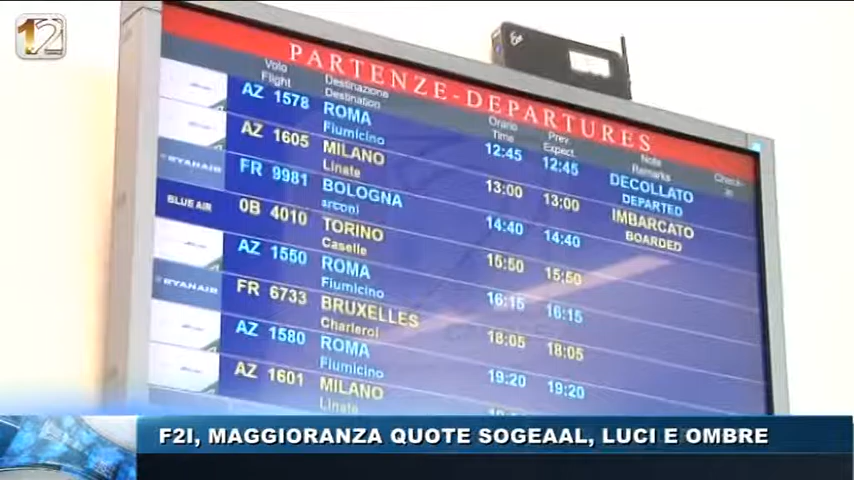 12
PARTENZE-DEPARTURES
Volo Destinazione Orario Prev. Note Check-
Flight Destination Time Expect. Remarks in
AZ 1578 ROMA 12:45 12:45 DECOLLATO
Fiumicino DEPARTED
AZ 1605 MILANO 13:00 13:00 IMBARCATO
Linate BOARDED
RYANAIR FR 9981 BOLOGNA 14:40 14:40
arconi
BLUE AIR 0B 4010 TORINO 15:50 15:50
Caselle
AZ 1550 ROMA 16:15 16:15
Fiumicino
RYANAIR FR 6733 BRUXELLES 18:05 18:05
Charleroi
AZ 1580 ROMA 19:20 19:20
Fiumicino
AZ 1601 MILANO
Linate
F2I, MAGGIORANZA QUOTE SOGEAAL, LUCI E OMBRE